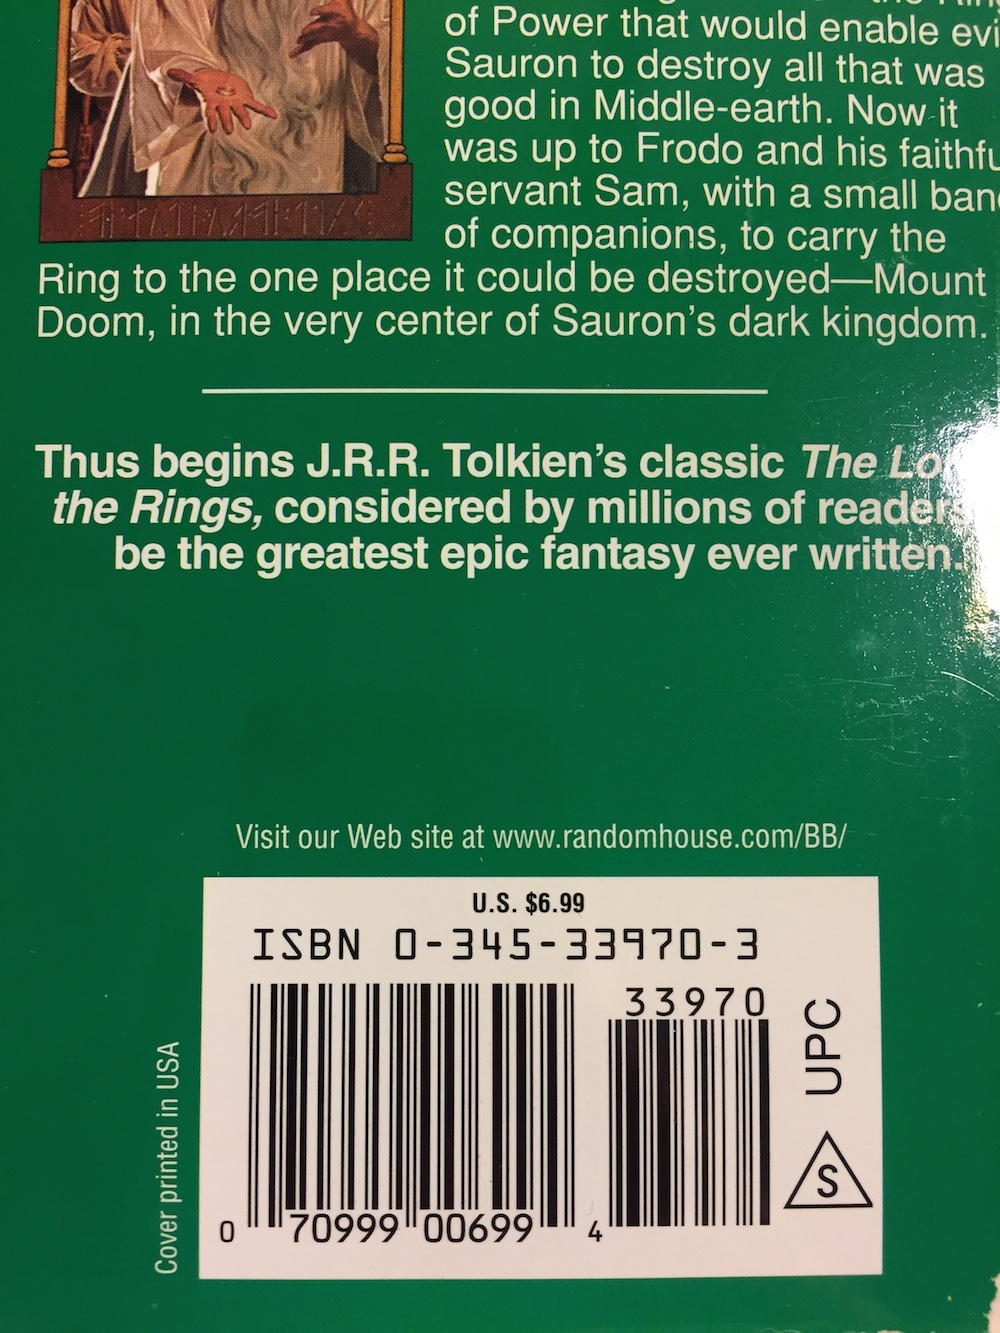 of Power that would enable
Sauron to destroy all that was
good in Middle-earth. Now it
was up to Frodo and his
servant Sam, with a small
of companions, to carry the
Ring to the one place it could be destroyed—Mount
Doom, in the very center of Sauron's dark kingdom.
Thus begins J.R.R. Tolkien's classic The
the Rings, considered by millions of readers
be the greatest epic fantasy ever written.
Visit our Web site at www.randomhouse.com/BB/
U.S. $6.99
ISBN 0-345-33970-3
33970
UPC
S
0 70999 00699 4
Cover printed in USA